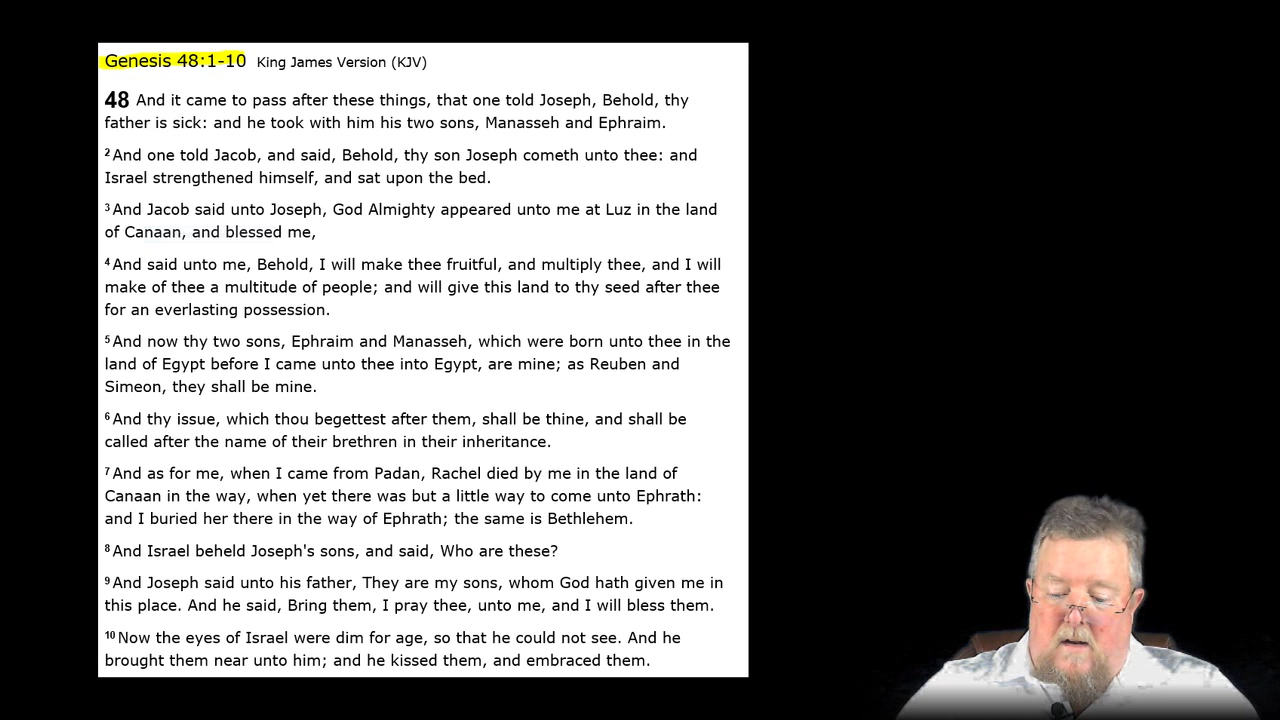 Genesis 48:1-10 King James Version (KJV)
48 And it came to pass after these things, that one told Joseph, Behold, thy
father is sick: and he took with him his two sons, Manasseh and Ephraim.
2 And one told Jacob, and said, Behold, thy son Joseph cometh unto thee: and
Israel strengthened himself, and sat upon the bed.
3 And Jacob said unto Joseph, God Almighty appeared unto me at Luz in the land
of Canaan, and blessed me,
4 And said unto me, Behold, I will make thee fruitful, and multiply thee, and I will
make of thee a multitude of people; and will give this land to thy seed after thee
for an everlasting possession.
5 And now thy two sons, Ephraim and Manasseh, which were born unto thee in the
land of Egypt before I came unto thee into Egypt, are mine; as Reuben and
Simeon, they shall be mine.
6 And thy issue, which thou begettest after them, shall be thine, and shall be
called after the name of their brethren in their inheritance.
7 And as for me, when I came from Padan, Rachel died by me in the land of
Canaan in the way, when yet there was but a little way to come unto Ephrath:
and I buried her there in the way of Ephrath; the same is Bethlehem.
8 And Israel beheld Joseph's sons, and said, Who are these?
9 And Joseph said unto his father, They are my sons, whom God hath given me in
this place. And he said, Bring them, I pray thee, unto me, and I will bless them.
10 Now the eyes of Israel were dim for age, so that he could not see. And he
brought them near unto him; and he kissed them, and embraced them.